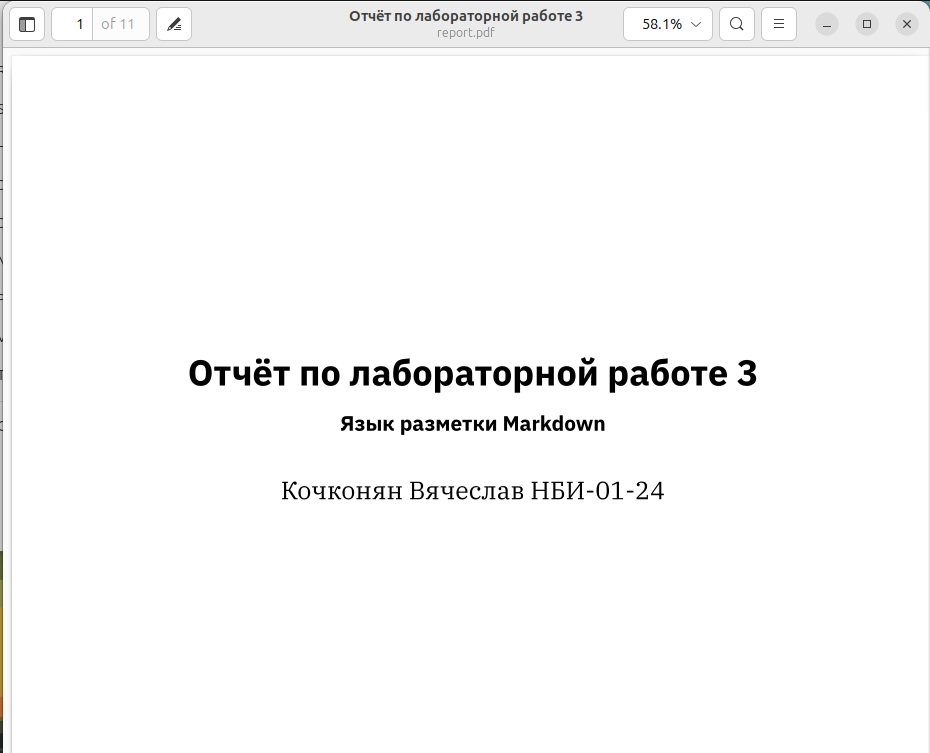 Отчёт по лабораторной работе 3
report.pdf
1 of 11
58.1%
Отчёт по лабораторной работе 3
Язык разметки Markdown
Кочконян Вячеслав НБИ-01-24